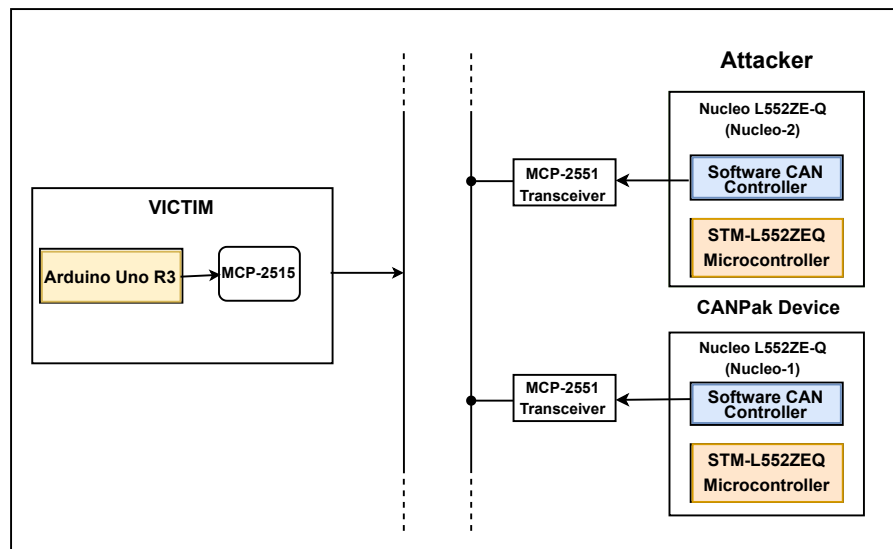 VICTIM
Arduino Uno R3
MCP-2515
Attacker
Nucleo L552ZE-Q
(Nucleo-2)
Software CAN
Controller
STM-L552ZEQ
Microcontroller
MCP-2551
Transceiver
CANPak Device
Nucleo L552ZE-Q
(Nucleo-1)
Software CAN
Controller
STM-L552ZEQ
Microcontroller
MCP-2551
Transceiver